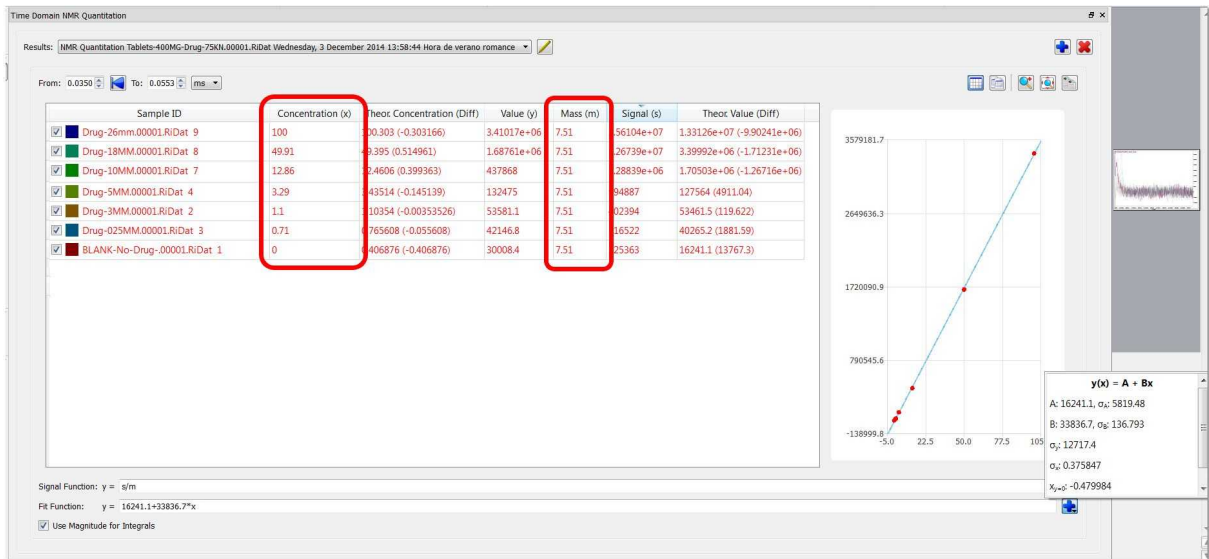 Time Domain NMR Quantitation
Results: NMR Quantitation Tablets-400MG-Drug-75KN.00001.RiDat Wednesday, 3 December 2014 13:58:44 Hora de verano romance
From: 0.0350 To: 0.0553 ms
Sample ID Concentration (x) Theor. Concentration (Diff) Value (y) Mass (m) Signal (s) Theor. Value (Diff)
Drug-26mm.00001.RiDat 9 100 00.303 (-0.303166) 3.41017e+06 7.51 .56104e+07 1.33126e+07 (-9.90241e+06)
Drug-18MM.00001.RiDat 8 49.91 9.395 (0.514961) 1.68761e+06 7.51 .26739e+07 3.39992e+06 (-1.71231e+06)
Drug-10MM.00001.RiDat 7 12.86 2.4606 (0.399363) 437868 7.51 .28839e+06 1.70503e+06 (-1.26716e+06)
Drug-5MM.00001.RiDat 4 3.29 .43514 (-0.145139) 132475 7.51 94887 127564 (4911.04)
Drug-3MM.00001.RiDat 2 1.1 .10354 (-0.00353526) 53581.1 7.51 02394 53461.5 (119.622)
Drug-025MM.00001.RiDat 3 0.71 .765608 (-0.055608) 42146.8 7.51 16522 40265.2 (1881.59)
BLANK-No-Drug-.00001.RiDat 1 0 .406876 (-0.406876) 30008.4 7.51 25363 16241.1 (13767.3)
3579181.7
2649636.3
1720090.9
790545.6
-138999.8
-5.0 22.5 50.0 77.5 105
y(x) = A + Bx
A: 16241.1, σA: 5819.48
B: 33836.7, σB: 136.793
σy: 12717.4
σx: 0.375847
xy=0: -0.479984
Signal Function: y = s/m
Fit Function: y = 16241.1+33836.7*x
Use Magnitude for Integrals